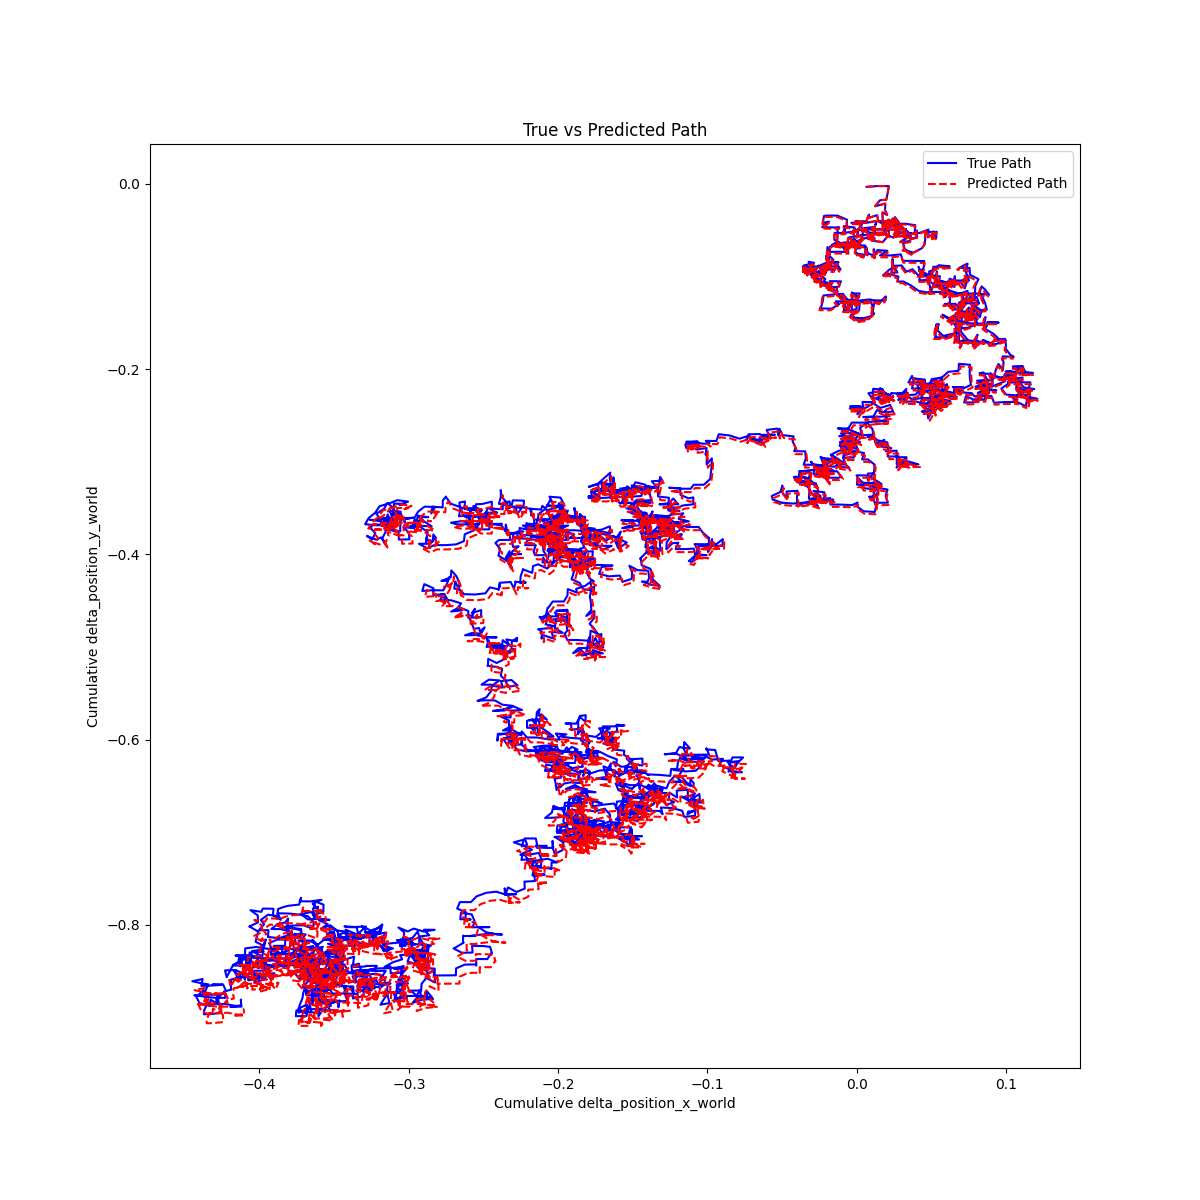 True vs Predicted Path
True Path
Predicted Path
0.0
−0.2
−0.4
−0.6
−0.8
Cumulative delta_position_y_world
−0.4
−0.3
−0.2
−0.1
0.0
0.1
Cumulative delta_position_x_world